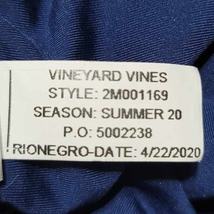 VINEYARD VINES
STYLE: 2M001169
SEASON: SUMMER 20
P.O: 5002238
RIONEGRO-DATE: 4/22/2020